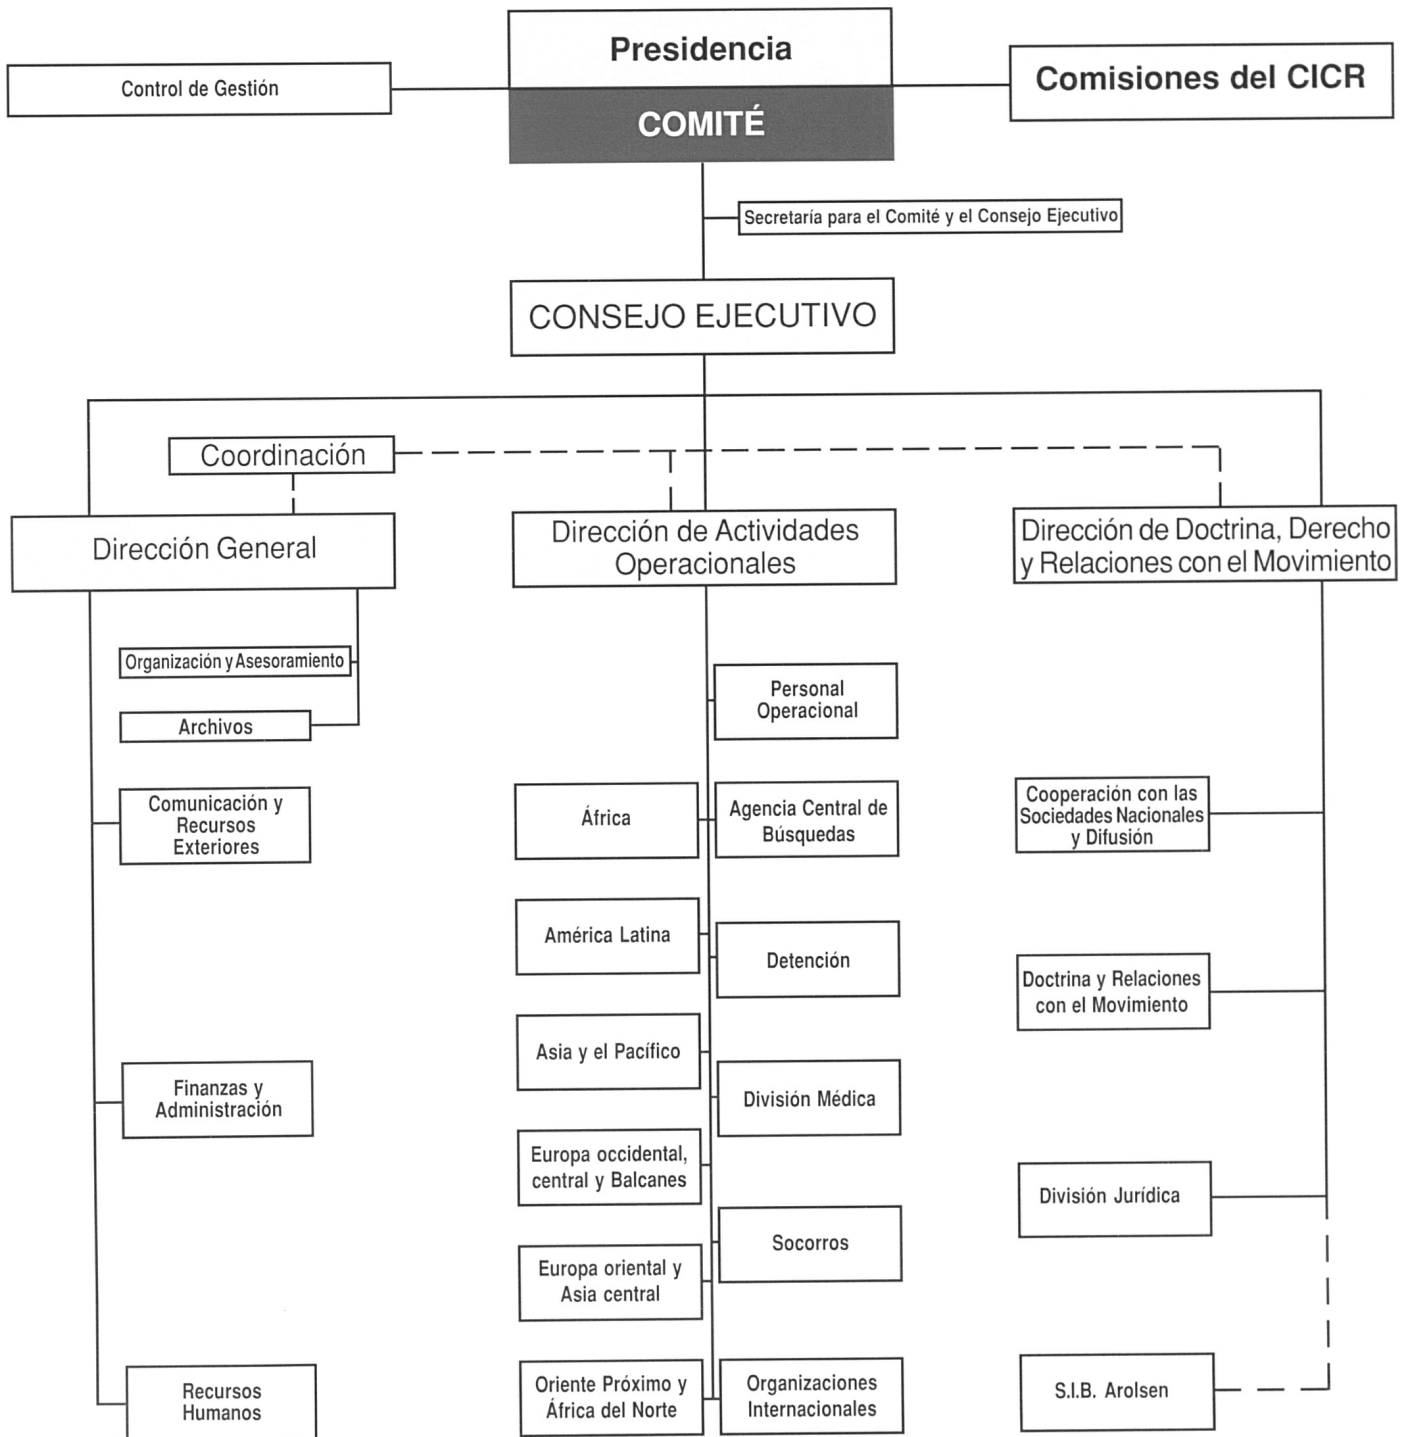 Presidencia
Control de Gestión
Comisiones del CICR
COMITÉ
Secretaría para el Comité y el Consejo Ejecutivo
CONSEJO EJECUTIVO
Coordinación
Dirección General
Dirección de Actividades
Operacionales
Dirección de Doctrina, Derecho
y Relaciones con el Movimiento
Organización y Asesoramiento
Archivos
Comunicación y
Recursos
Exteriores
Finanzas y
Administración
Recursos
Humanos
África
América Latina
Asia y el Pacífico
Europa occidental,
central y Balcanes
Europa oriental y
Asia central
Oriente Próximo y
África del Norte
Personal
Operacional
Agencia Central de
Búsquedas
Detención
División Médica
Socorros
Organizaciones
Internacionales
Cooperación con las
Sociedades Nacionales
y Difusión
Doctrina y Relaciones
con el Movimiento
División Jurídica
S.I.B. Arolsen